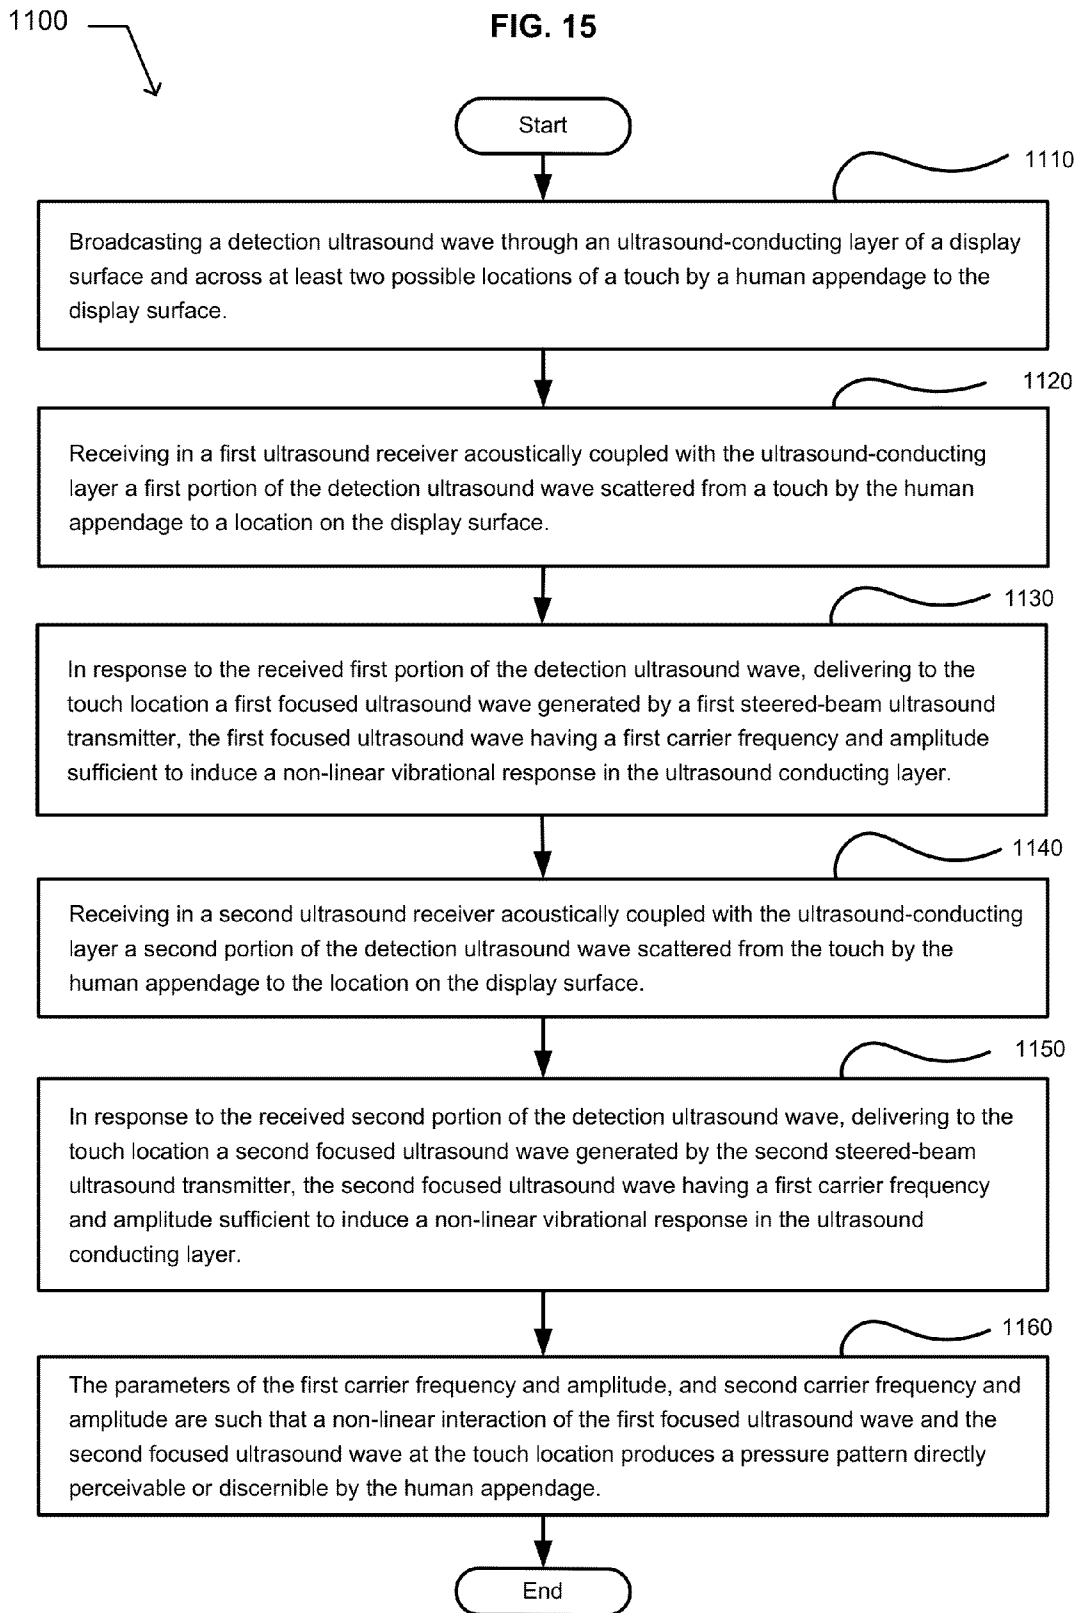 1100
FIG. 15
Start
1110
Broadcasting a detection ultrasound wave through an ultrasound-conducting layer of a display
surface and across at least two possible locations of a touch by a human appendage to the
display surface.
1120
Receiving in a first ultrasound receiver acoustically coupled with the ultrasound-conducting
layer a first portion of the detection ultrasound wave scattered from a touch by the human
appendage to a location on the display surface.
1130
In response to the received first portion of the detection ultrasound wave, delivering to the
touch location a first focused ultrasound wave generated by a first steered-beam ultrasound
transmitter, the first focused ultrasound wave having a first carrier frequency and amplitude
sufficient to induce a non-linear vibrational response in the ultrasound conducting layer.
1140
Receiving in a second ultrasound receiver acoustically coupled with the ultrasound-conducting
layer a second portion of the detection ultrasound wave scattered from the touch by the
human appendage to the location on the display surface.
1150
In response to the received second portion of the detection ultrasound wave, delivering to the
touch location a second focused ultrasound wave generated by the second steered-beam
ultrasound transmitter, the second focused ultrasound wave having a first carrier frequency
and amplitude sufficient to induce a non-linear vibrational response in the ultrasound
conducting layer.
1160
The parameters of the first carrier frequency and amplitude, and second carrier frequency and
amplitude are such that a non-linear interaction of the first focused ultrasound wave and the
second focused ultrasound wave at the touch location produces a pressure pattern directly
perceivable or discernible by the human appendage.
End